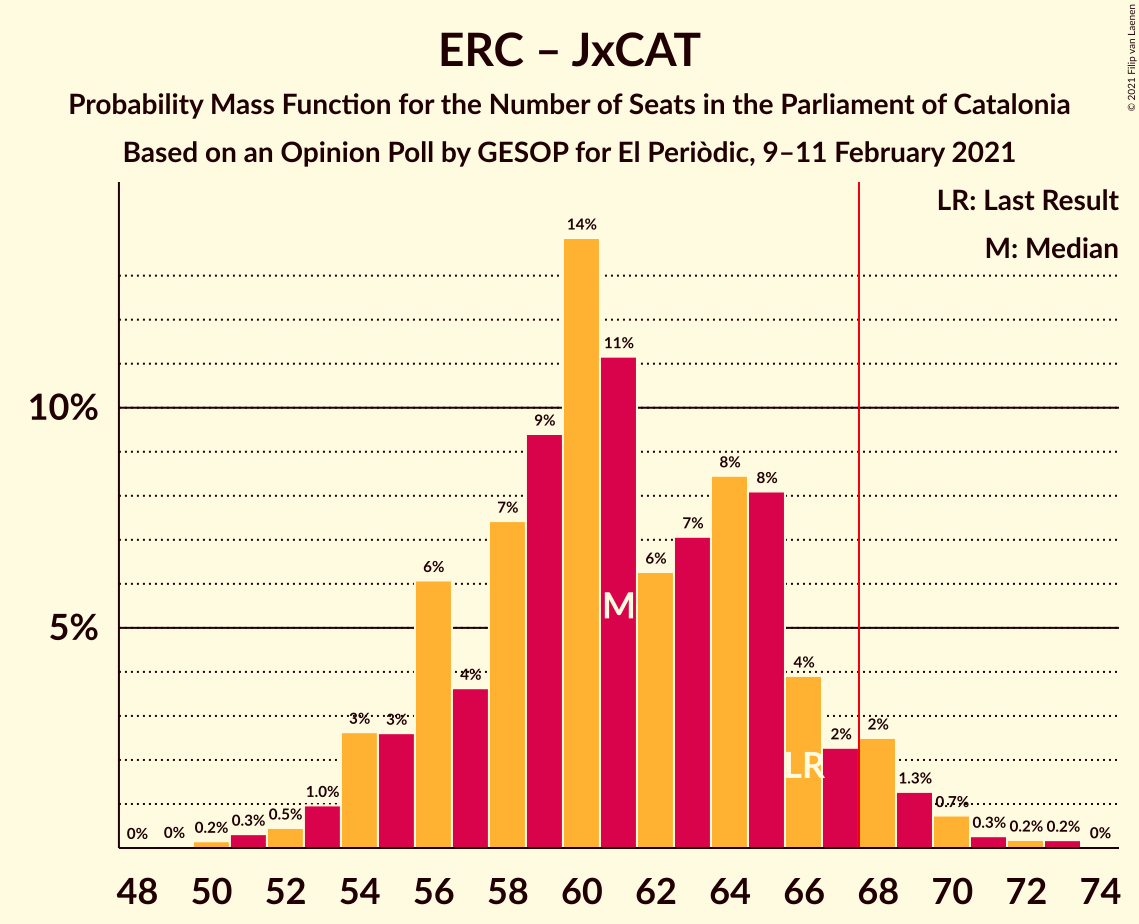 ERC – JxCAT
Probability Mass Function for the Number of Seats in the Parliament of Catalonia
Based on an Opinion Poll by GESOP for El Periòdic, 9–11 February 2021
© 2021 Filip van Laenen
LR: Last Result
M: Median
10%
5%
0% 0% 0.2% 0.3% 0.5% 1.0% 3% 3% 6% 4% 7% 9% 14% 11% 6% 7% 8% 8% 4% 2% 2% 1.3% 0.7% 0.3% 0.2% 0.2% 0%
M
LR
48 50 52 54 56 58 60 62 64 66 68 70 72 74